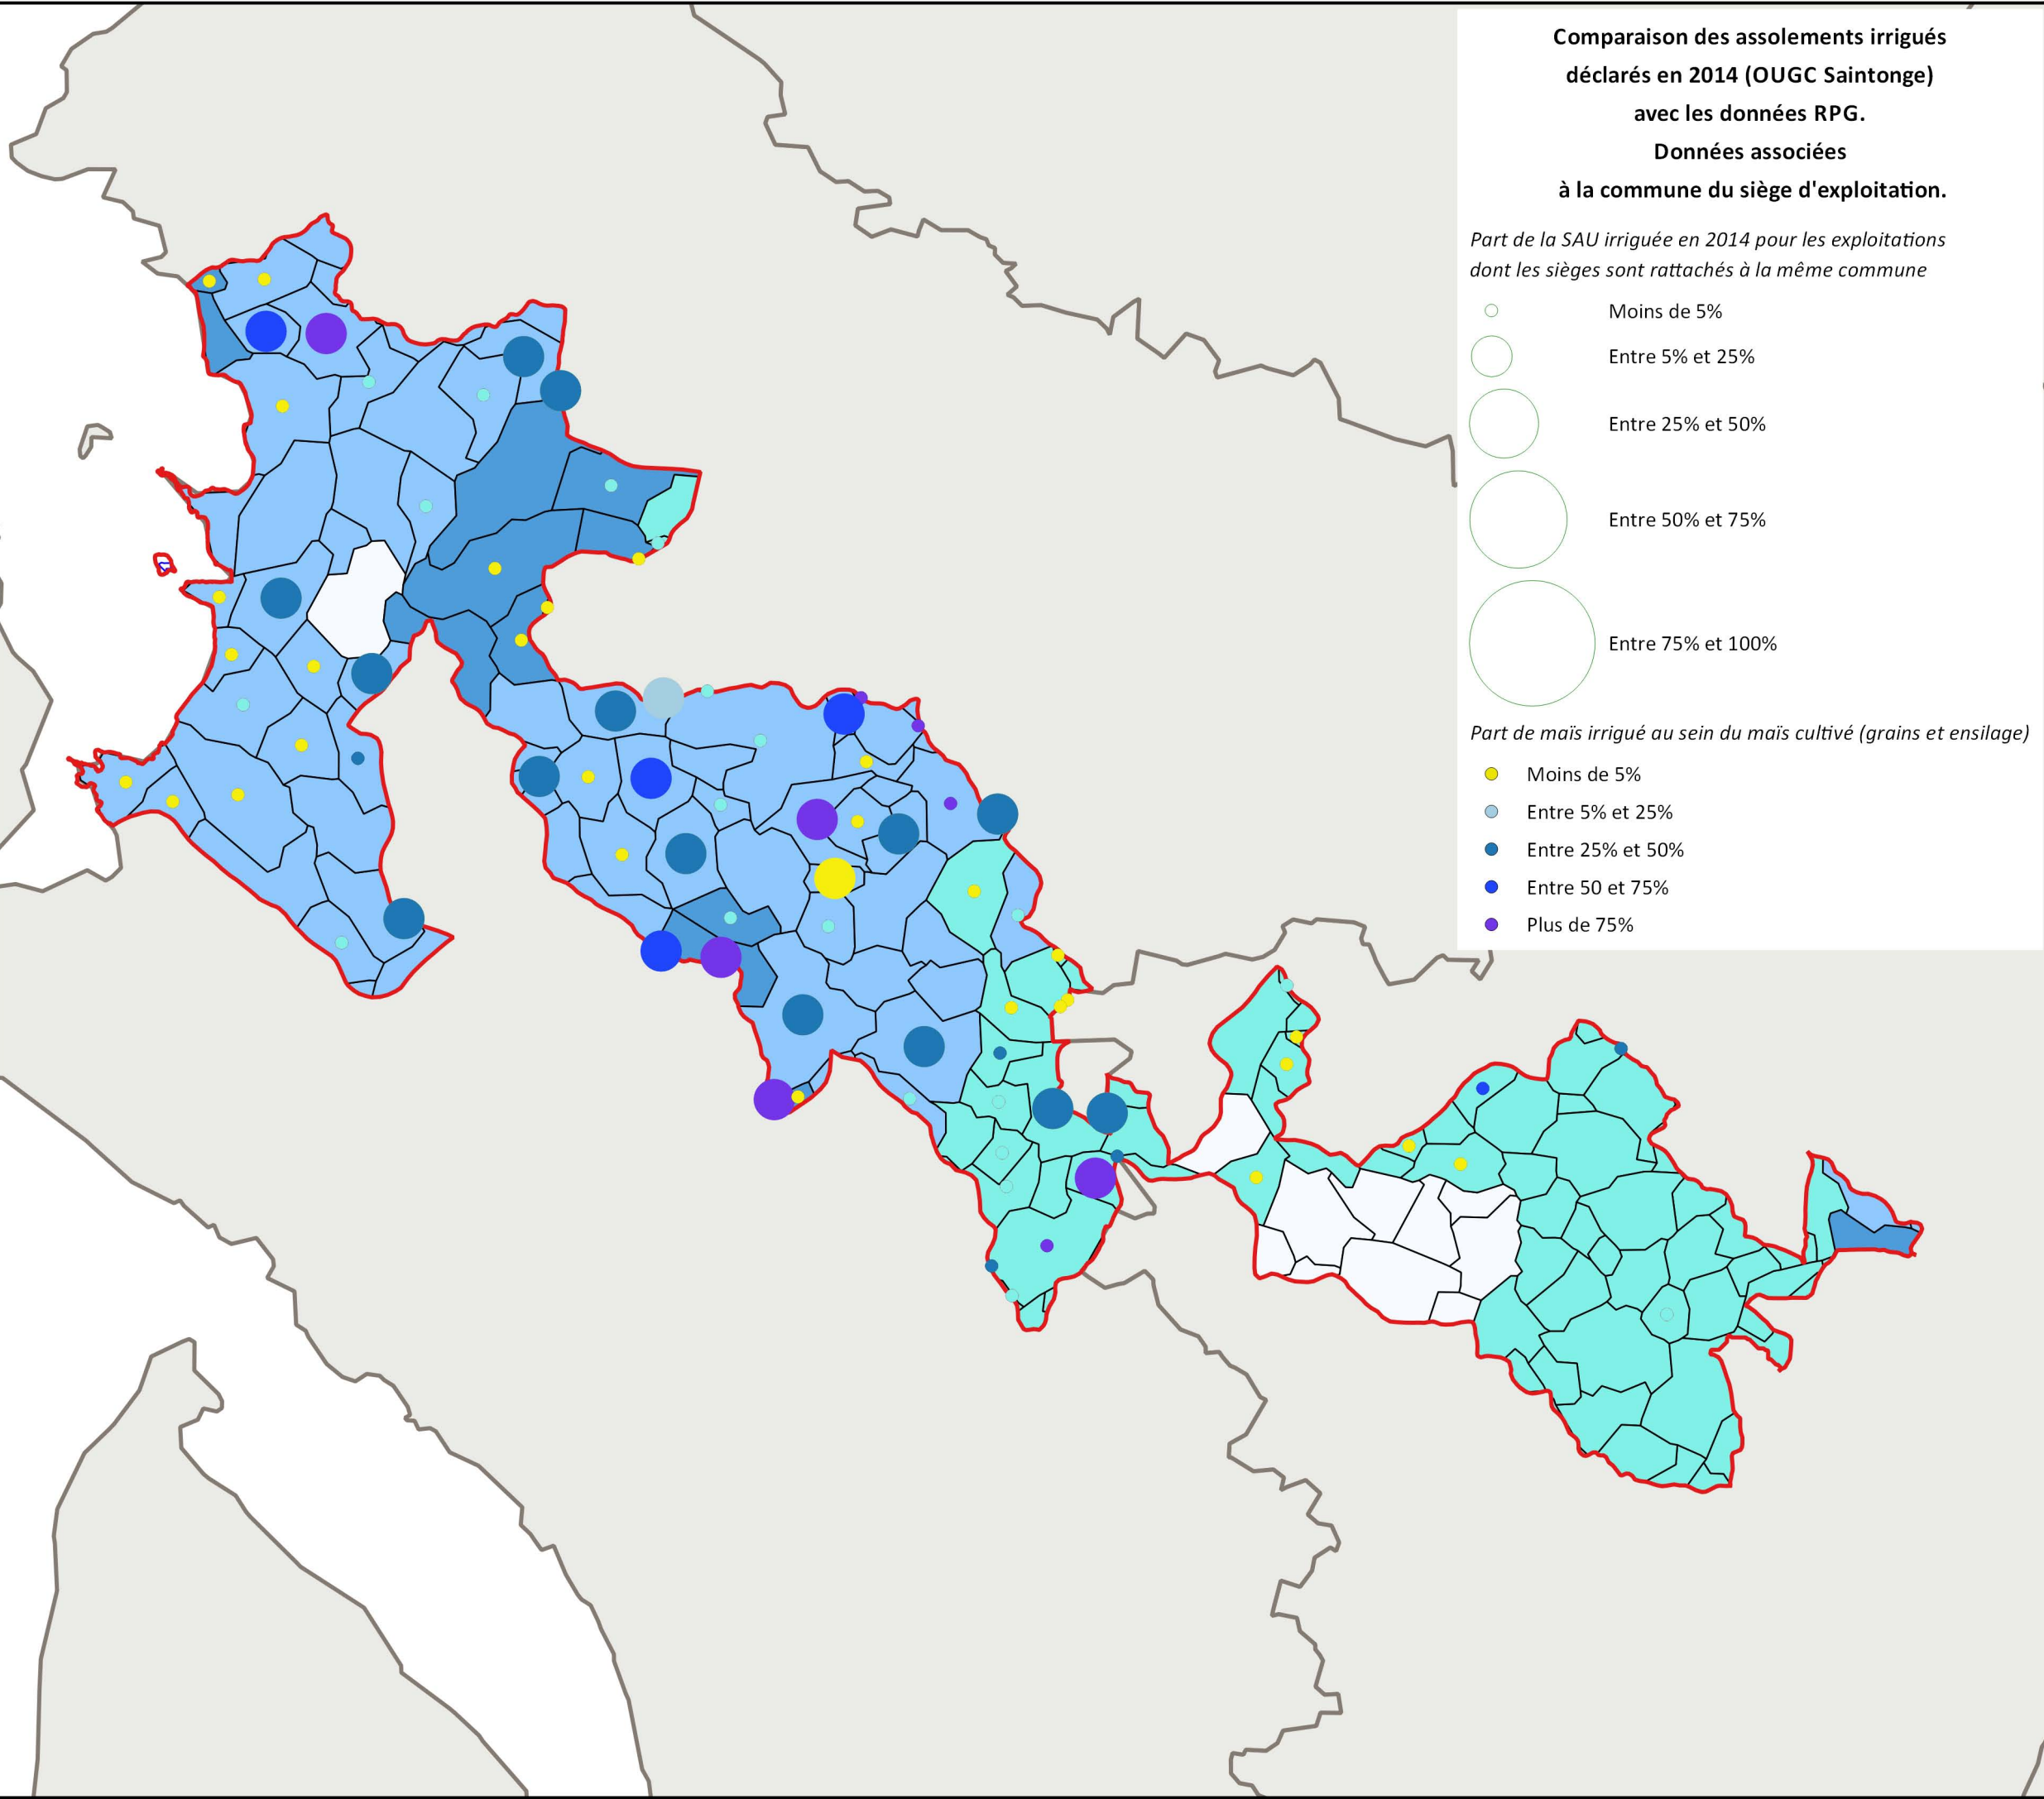 Comparaison des assolements irrigués
déclarés en 2014 (OUGC Saintonge)
avec les données RPG.
Données associées
à la commune du siège d'exploitation.
Part de la SAU irriguée en 2014 pour les exploitations
dont les sièges sont rattachés à la même commune
Moins de 5%
Entre 5% et 25%
Entre 25% et 50%
Entre 50% et 75%
Entre 75% et 100%
Part de maïs irrigué au sein du maïs cultivé (grains et ensilage)
Moins de 5%
Entre 5% et 25%
Entre 25% et 50%
Entre 50 et 75%
Plus de 75%